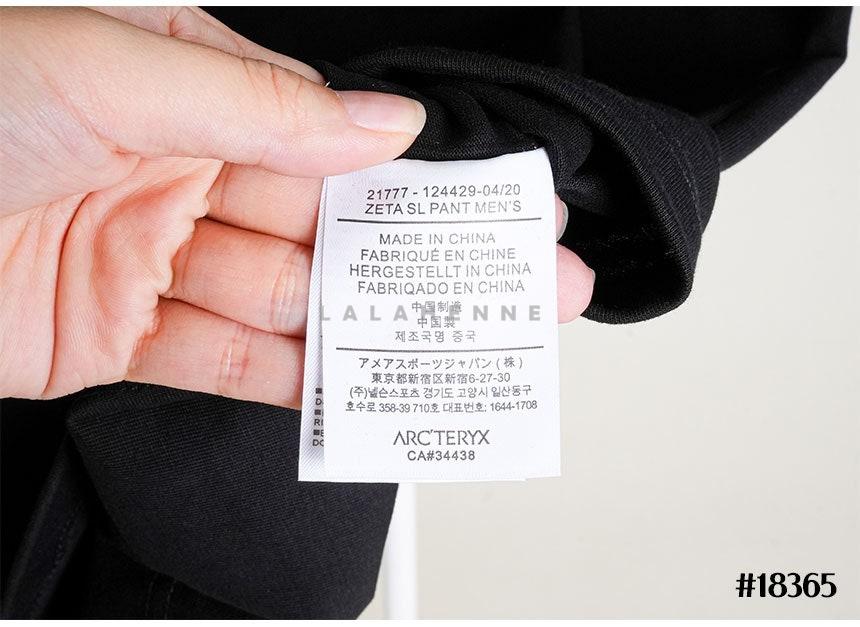 21777 - 124429-04/20
ZETA SL PANT MEN'S
MADE IN CHINA
FABRIQUÉ EN CHINE
HERGESTELLT IN CHINA
FABRIQADO EN CHINA
中国制造
LALAHENNE
中国製
제조국명 중국
アメアスポーツジャパン ( 株 )
東京都新宿区新宿6-27-30
(주)넬슨스포츠 경기도 고양시 일산동구
호수로 358-39 710호 대표번호: 1644-1708
ARC'TERYX
CA#34438
#18365